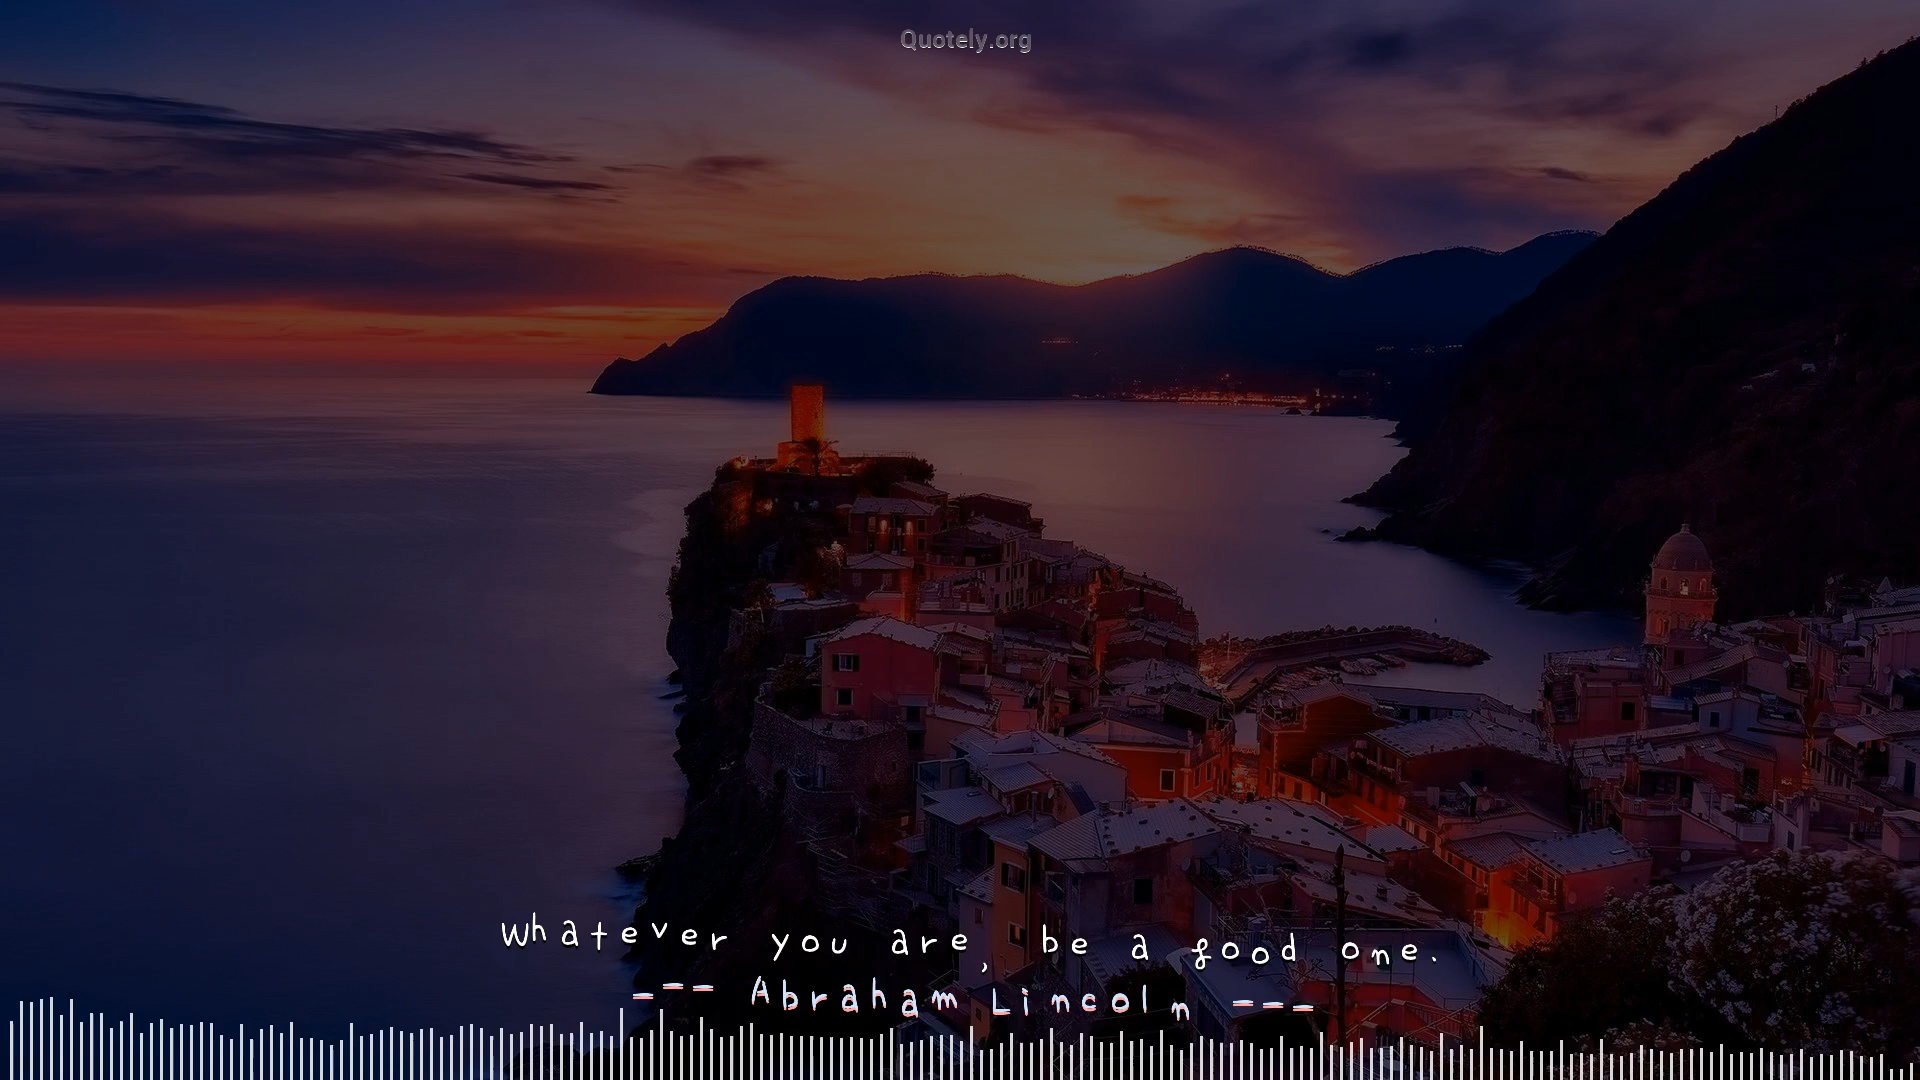 Quotely.org
Whatever you are, be a good one.
--- Abraham Lincoln ---